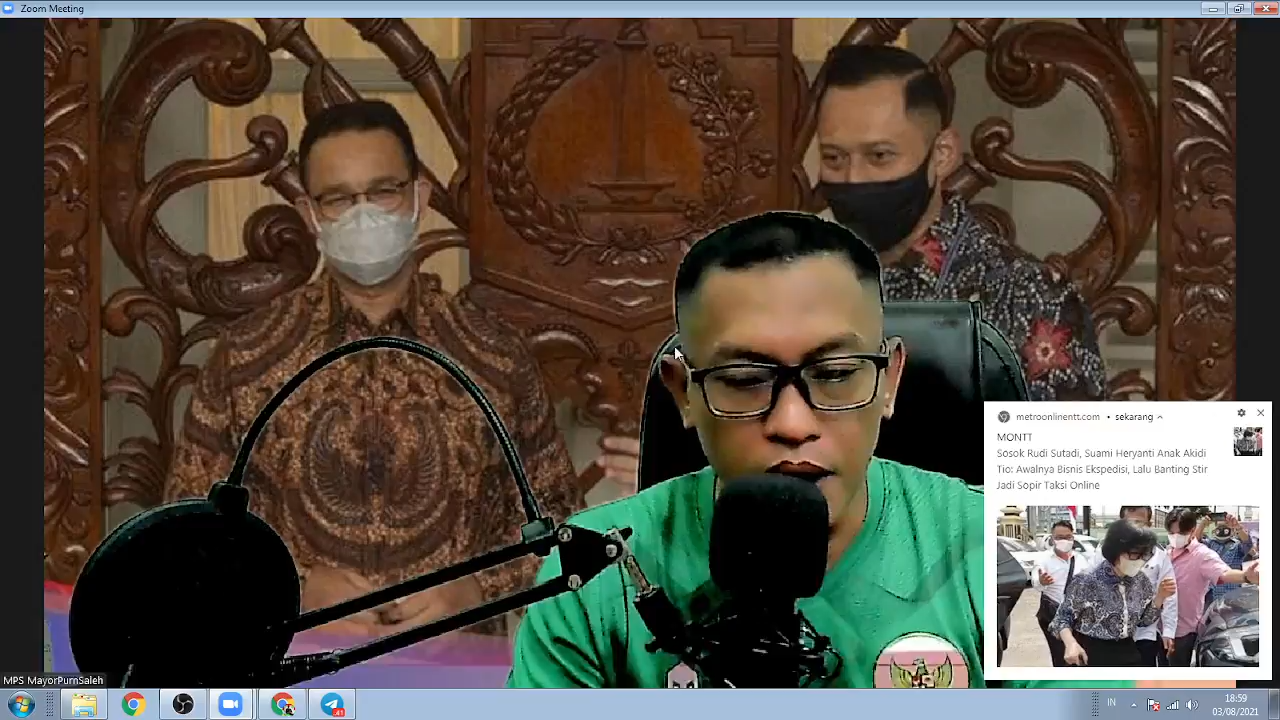 Zoom Meeting
metroonlinentt.com • sekarang
MONTT
Sosok Rudi Sutadi, Suami Heryanti Anak Akidi
Tio: Awalnya Bisnis Ekspedisi, Lalu Banting Stir
Jadi Sopir Taksi Online
MPS MayorPurnSaleh
41
IN
18:59
03/08/2021